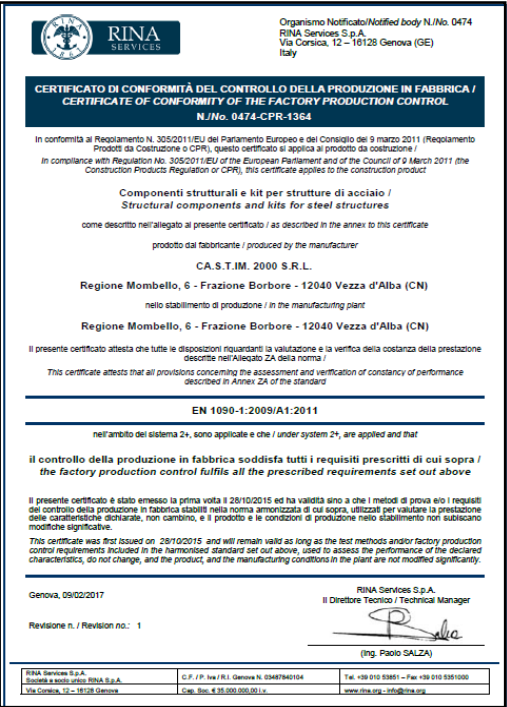 RINA
SERVICES
Organismo Notificato/Notified body N./No. 0474
RINA Services S.p.A.
Via Corsica, 12 – 16128 Genova (GE)
Italy
CERTIFICATO DI CONFORMITÀ DEL CONTROLLO DELLA PRODUZIONE IN FABBRICA /
CERTIFICATE OF CONFORMITY OF THE FACTORY PRODUCTION CONTROL
N./No. 0474-CPR-1364
In conformità al Regolamento N. 305/2011/EU del Parlamento Europeo e del Consiglio del 9 marzo 2011 (Regolamento
Prodotti da Costruzione o CPR), questo certificato si applica al prodotto da costruzione /
In compliance with Regulation No. 305/2011/EU of the European Parliament and of the Council of 9 March 2011 (the
Construction Products Regulation or CPR), this certificate applies to the construction product
Componenti strutturali e kit per strutture di acciaio /
Structural components and kits for steel structures
come descritto nell'allegato al presente certificato / as described in the annex to this certificate
prodotto dal fabbricante / produced by the manufacturer
CA.S.T.IM. 2000 S.R.L.
Regione Mombello, 6 - Frazione Borbore - 12040 Vezza d'Alba (CN)
nello stabilimento di produzione / in the manufacturing plant
Regione Mombello, 6 - Frazione Borbore - 12040 Vezza d'Alba (CN)
Il presente certificato attesta che tutte le disposizioni riguardanti la valutazione e la verifica della costanza della prestazione
descritte nell'Allegato ZA della norma /
This certificate attests that all provisions concerning the assessment and verification of constancy of performance
described in Annex ZA of the standard
EN 1090-1:2009/A1:2011
nell'ambito del sistema 2+, sono applicate e che / under system 2+, are applied and that
il controllo della produzione in fabbrica soddisfa tutti i requisiti prescritti di cui sopra /
the factory production control fulfils all the prescribed requirements set out above
Il presente certificato è stato emesso la prima volta il 28/10/2015 ed ha validità sino a che i metodi di prova e/o i requisiti
del controllo della produzione in fabbrica stabiliti nella norma armonizzata di cui sopra, utilizzati per valutare la prestazione
delle caratteristiche dichiarate, non cambino, e il prodotto e le condizioni di produzione nello stabilimento non subiscano
modifiche significative.
This certificate was first issued on 28/10/2015 and will remain valid as long as the test methods and/or factory production
control requirements included in the harmonised standard set out above, used to assess the performance of the declared
characteristics, do not change, and the product, and the manufacturing conditions in the plant are not modified significantly.
Genova, 09/02/2017
RINA Services S.p.A.
Il Direttore Tecnico / Technical Manager
Revisione n. / Revision no.: 1
(Ing. Paolo SALZA)
RINA Services S.p.A.
Società a socio unico RINA S.p.A.
C.F. / P. Iva / R.I. Genova N. 03487840104
Tel. +39 010 53851 – Fax +39 010 5351000
Via Corsica, 12 – 16128 Genova
Cap. Soc. € 35.000.000,00 i.v.
www.rina.org - info@rina.org